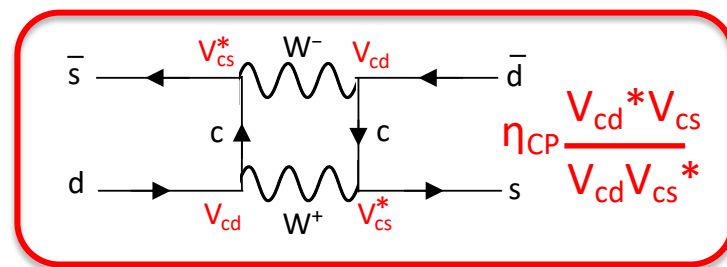 V*cs W⁻ Vcd
s̅ d̅
c c
d s
Vcd W⁺ V*cs
ηCP Vcd*Vcs
VcdVcs*